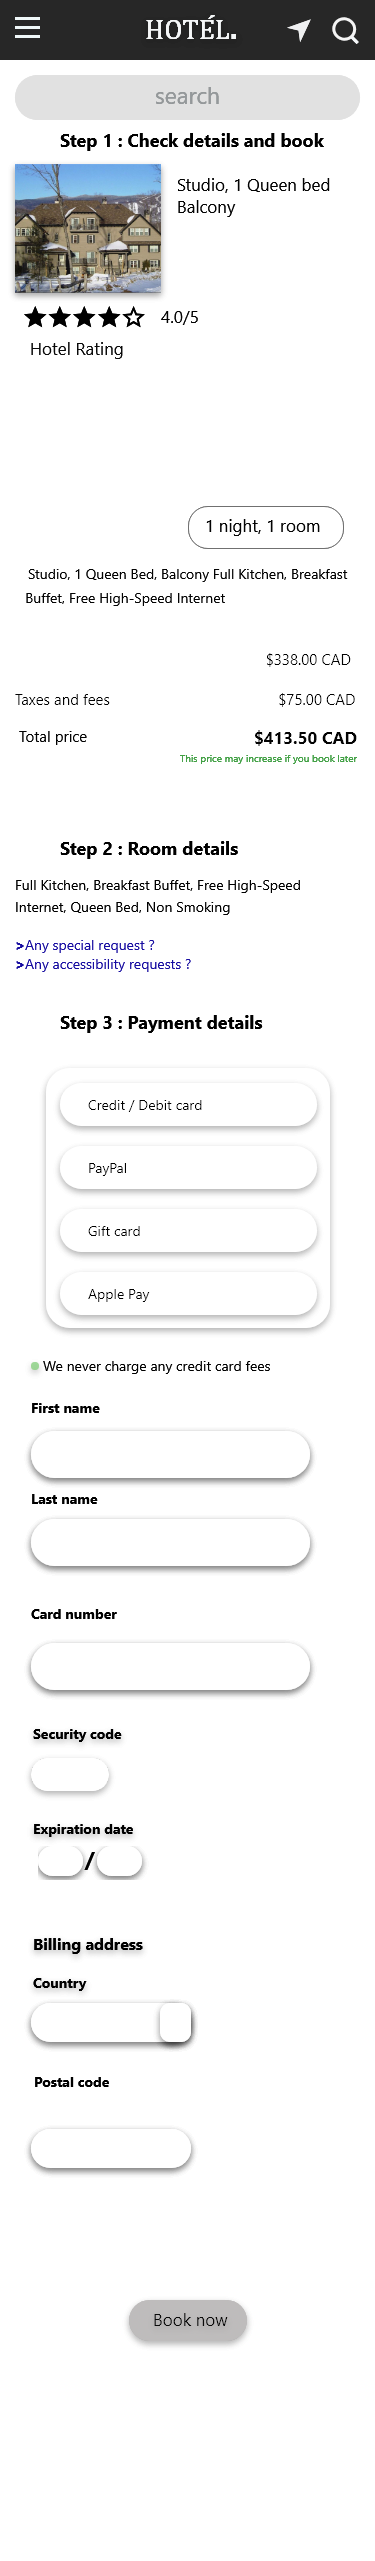 HOTÉL.
search
Step 1 : Check details and book
Studio, 1 Queen bed
Balcony
4.0/5
Hotel Rating
1 night, 1 room
Studio, 1 Queen Bed, Balcony Full Kitchen, Breakfast
Buffet, Free High-Speed Internet
$338.00 CAD
Taxes and fees $75.00 CAD
Total price $413.50 CAD
This price may increase if you book later
Step 2 : Room details
Full Kitchen, Breakfast Buffet, Free High-Speed
Internet, Queen Bed, Non Smoking
>Any special request ?
>Any accessibility requests ?
Step 3 : Payment details
Credit / Debit card
PayPal
Gift card
Apple Pay
We never charge any credit card fees
First name
Last name
Card number
Security code
Expiration date
/
Billing address
Country
Postal code
Book now